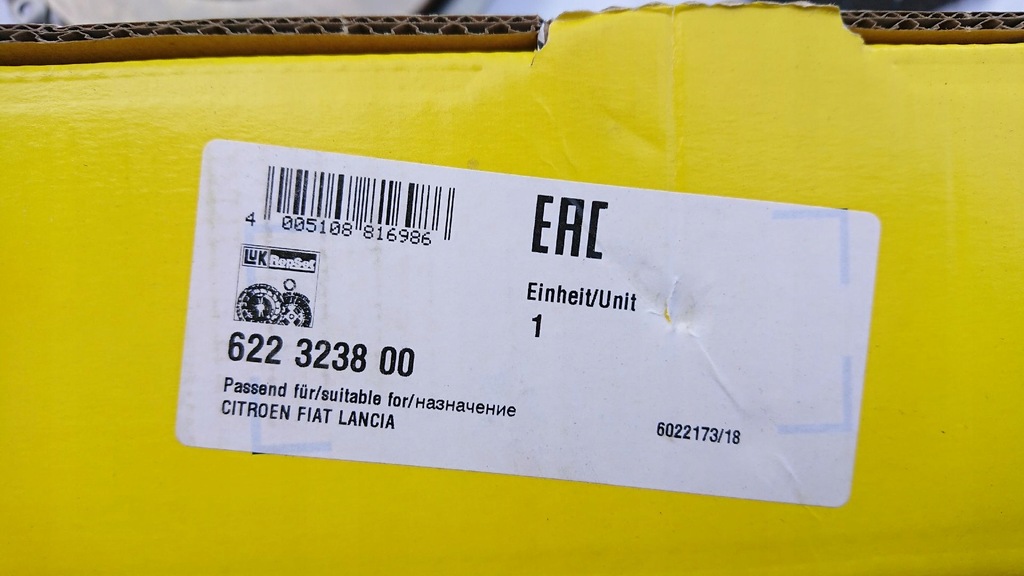 4 005108 816986
EAC
LuK RepSet
Einheit/Unit
1
622 3238 00
Passend für/suitable for/назначение
CITROEN FIAT LANCIA
6022173/18